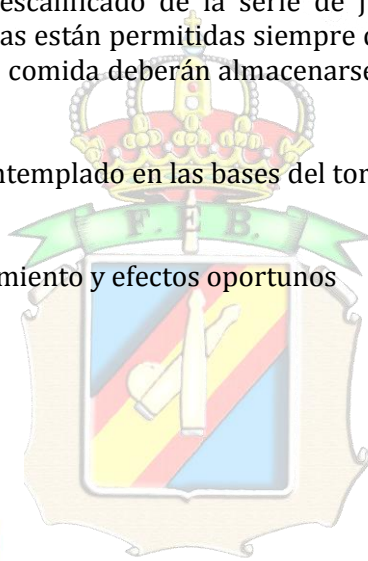 escalificado de la serie de j
as están permitidas siempre
comida deberán almacenarse
ntemplado en las bases del tor
F. E. B.
miento y efectos oportunos